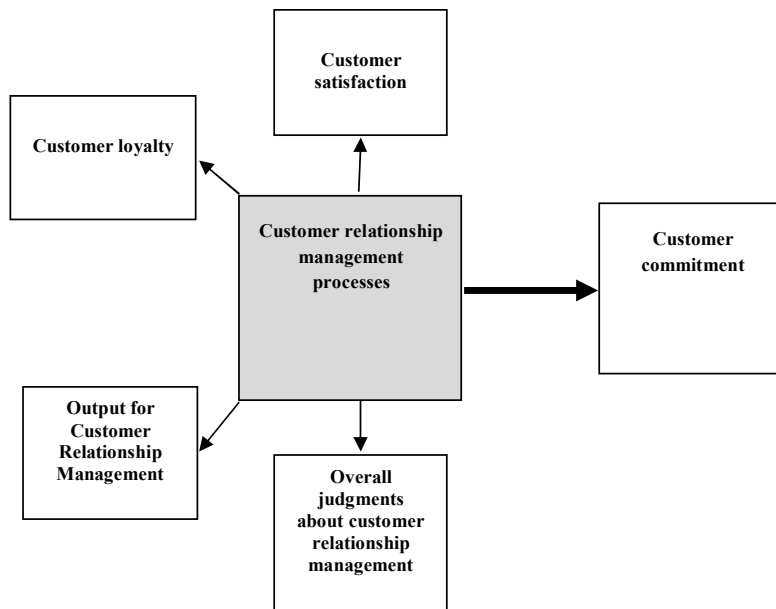 Customer
satisfaction
Customer loyalty
Customer relationship
management
processes
Customer
commitment
Output for
Customer
Relationship
Management
Overall
judgments
about customer
relationship
management